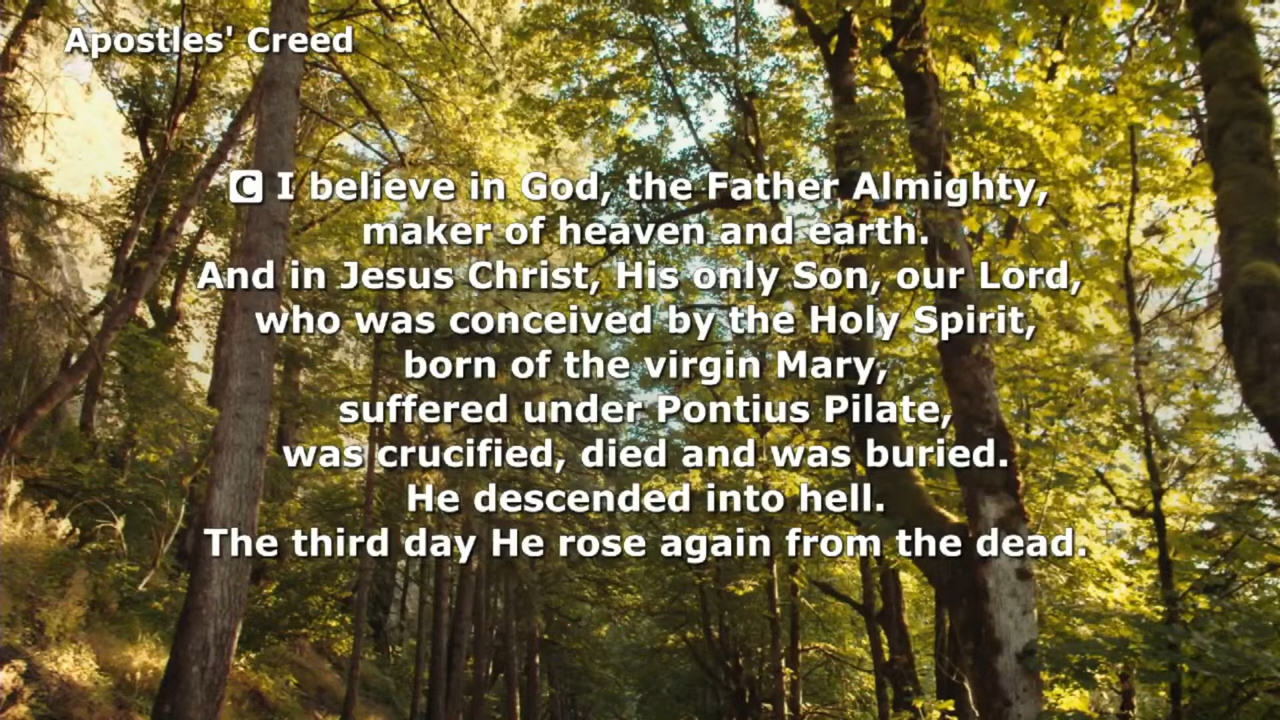 Apostles' Creed
C I believe in God, the Father Almighty,
maker of heaven and earth.
And in Jesus Christ, His only Son, our Lord,
who was conceived by the Holy Spirit,
born of the virgin Mary,
suffered under Pontius Pilate,
was crucified, died and was buried.
He descended into hell.
The third day He rose again from the dead.